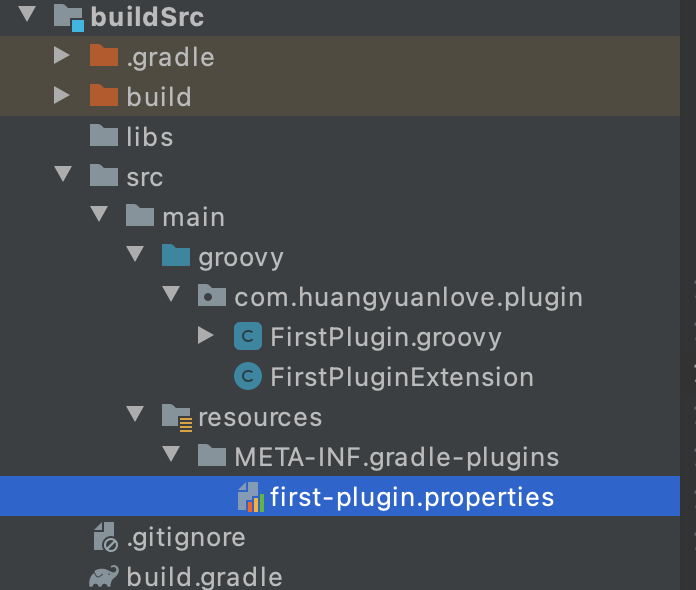 buildSrc
.gradle
build
libs
src
main
groovy
com.huangyuanlove.plugin
FirstPlugin.groovy
FirstPluginExtension
resources
META-INF.gradle-plugins
first-plugin.properties
.gitignore
build.gradle